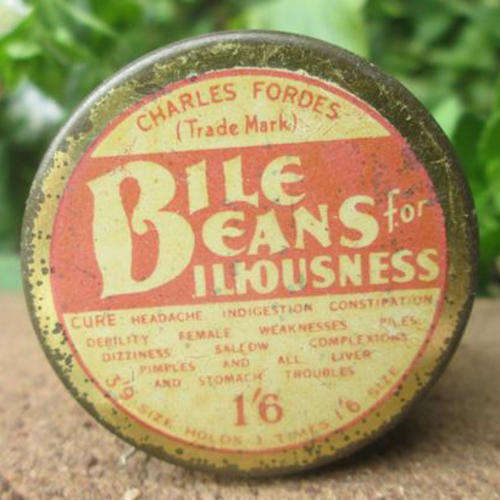 CHARLES FORDES
(Trade Mark)
BILE
BEANS for
BILIOUSNESS
CURE: HEADACHE INDIGESTION CONSTIPATION
DEBILITY FEMALE WEAKNESSES PILES
DIZZINESS SALLOW COMPLEXIONS
PIMPLES AND ALL LIVER
AND STOMACH TROUBLES
1'6
3'9 SIZE HOLDS 3 TIMES 1'6 SIZE